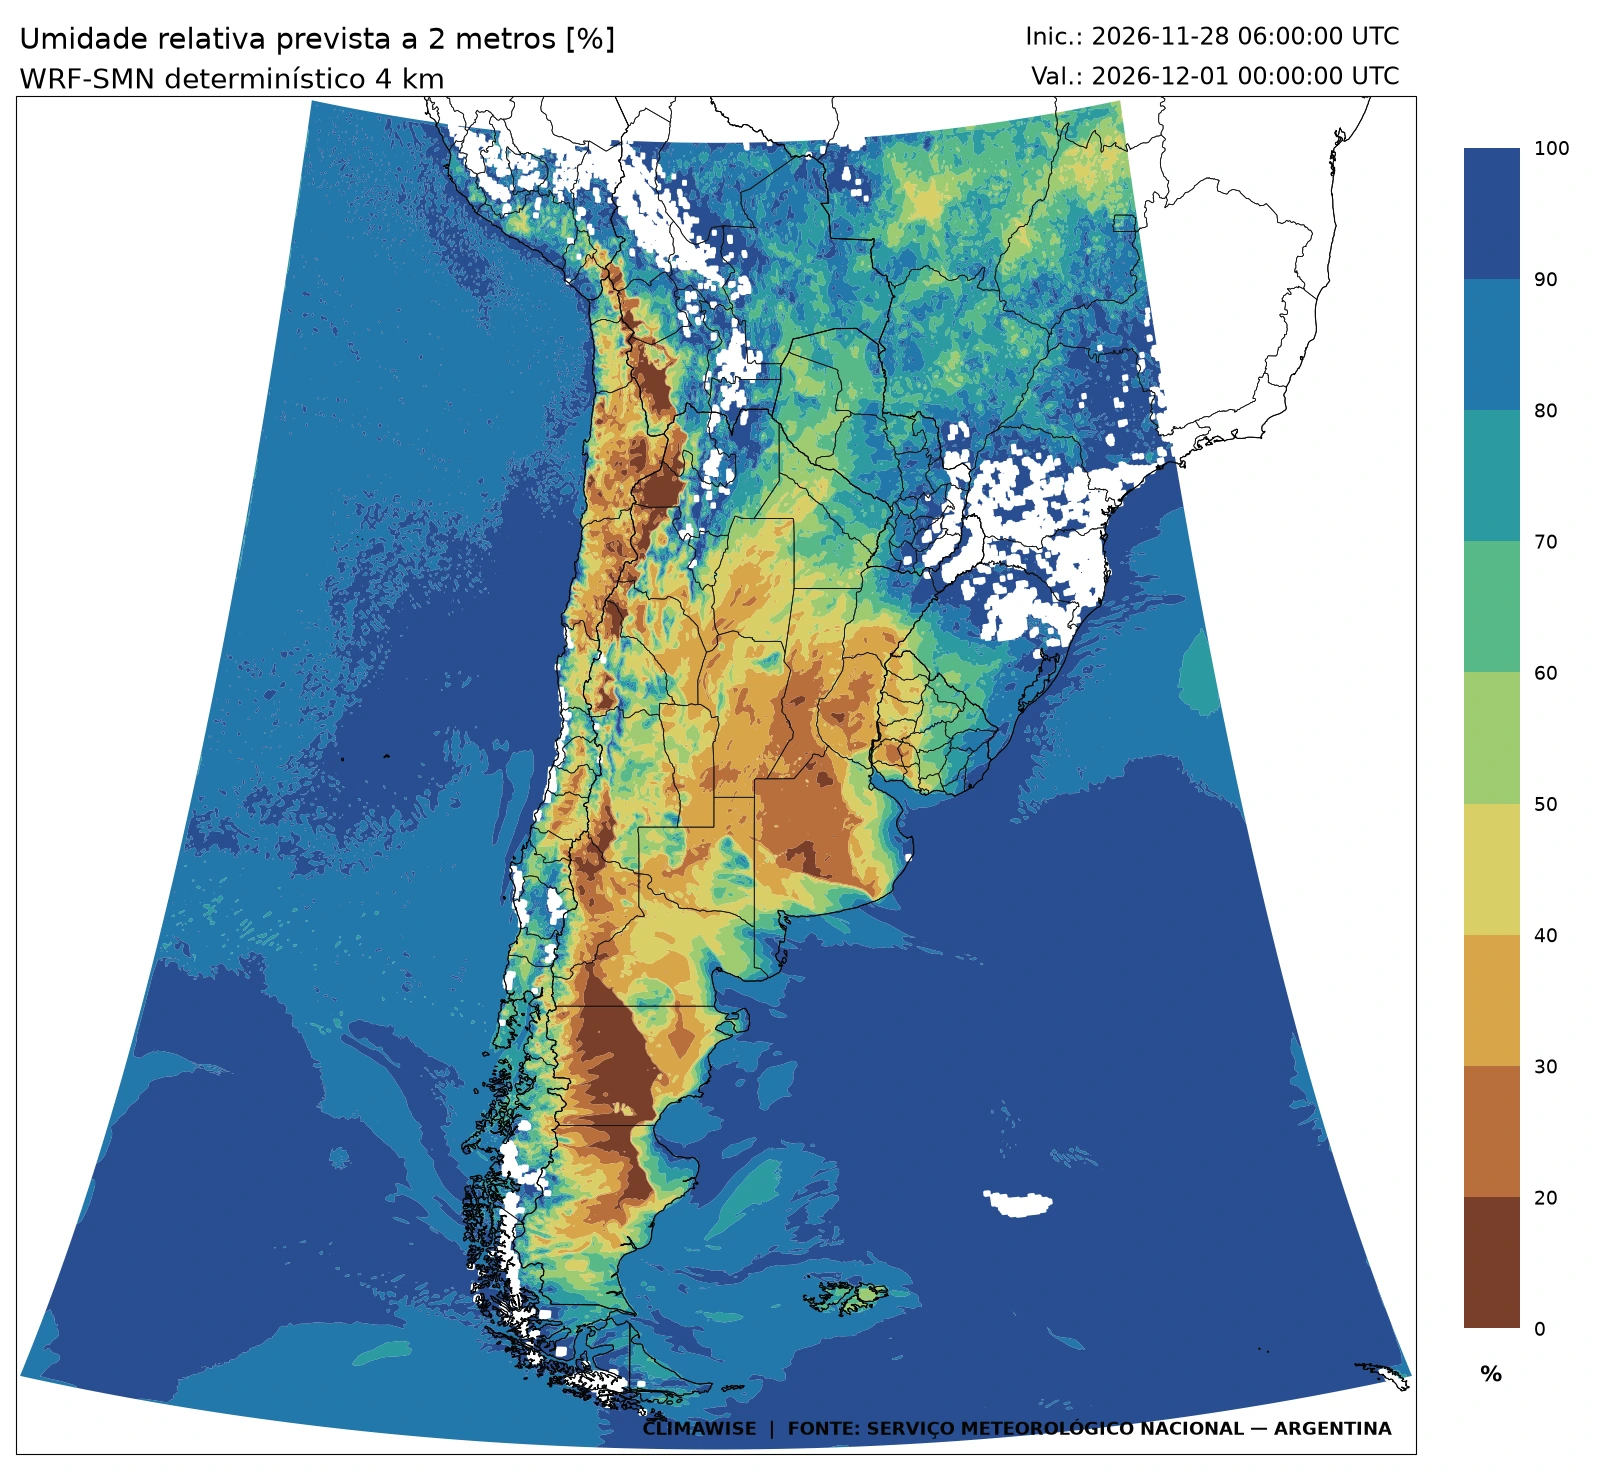 Umidade relativa prevista a 2 metros [%]
WRF-SMN determinístico 4 km
Inic.: 2026-11-28 06:00:00 UTC
Val.: 2026-12-01 00:00:00 UTC
100
90
80
70
60
50
40
30
20
0
%
CLIMAWISE | FONTE: SERVIÇO METEOROLÓGICO NACIONAL — ARGENTINA